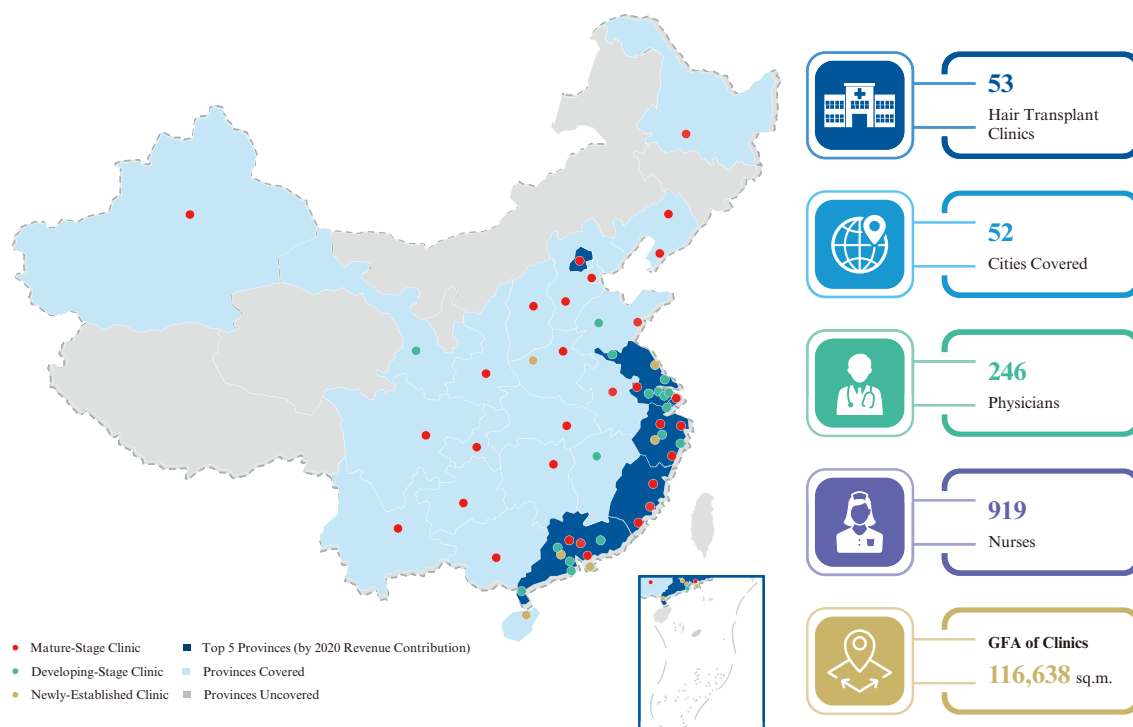 53
Hair Transplant
Clinics
52
Cities Covered
246
Physicians
919
Nurses
GFA of Clinics
116,638 sq.m.
Mature-Stage Clinic
Developing-Stage Clinic
Newly-Established Clinic
Top 5 Provinces (by 2020 Revenue Contribution)
Provinces Covered
Provinces Uncovered